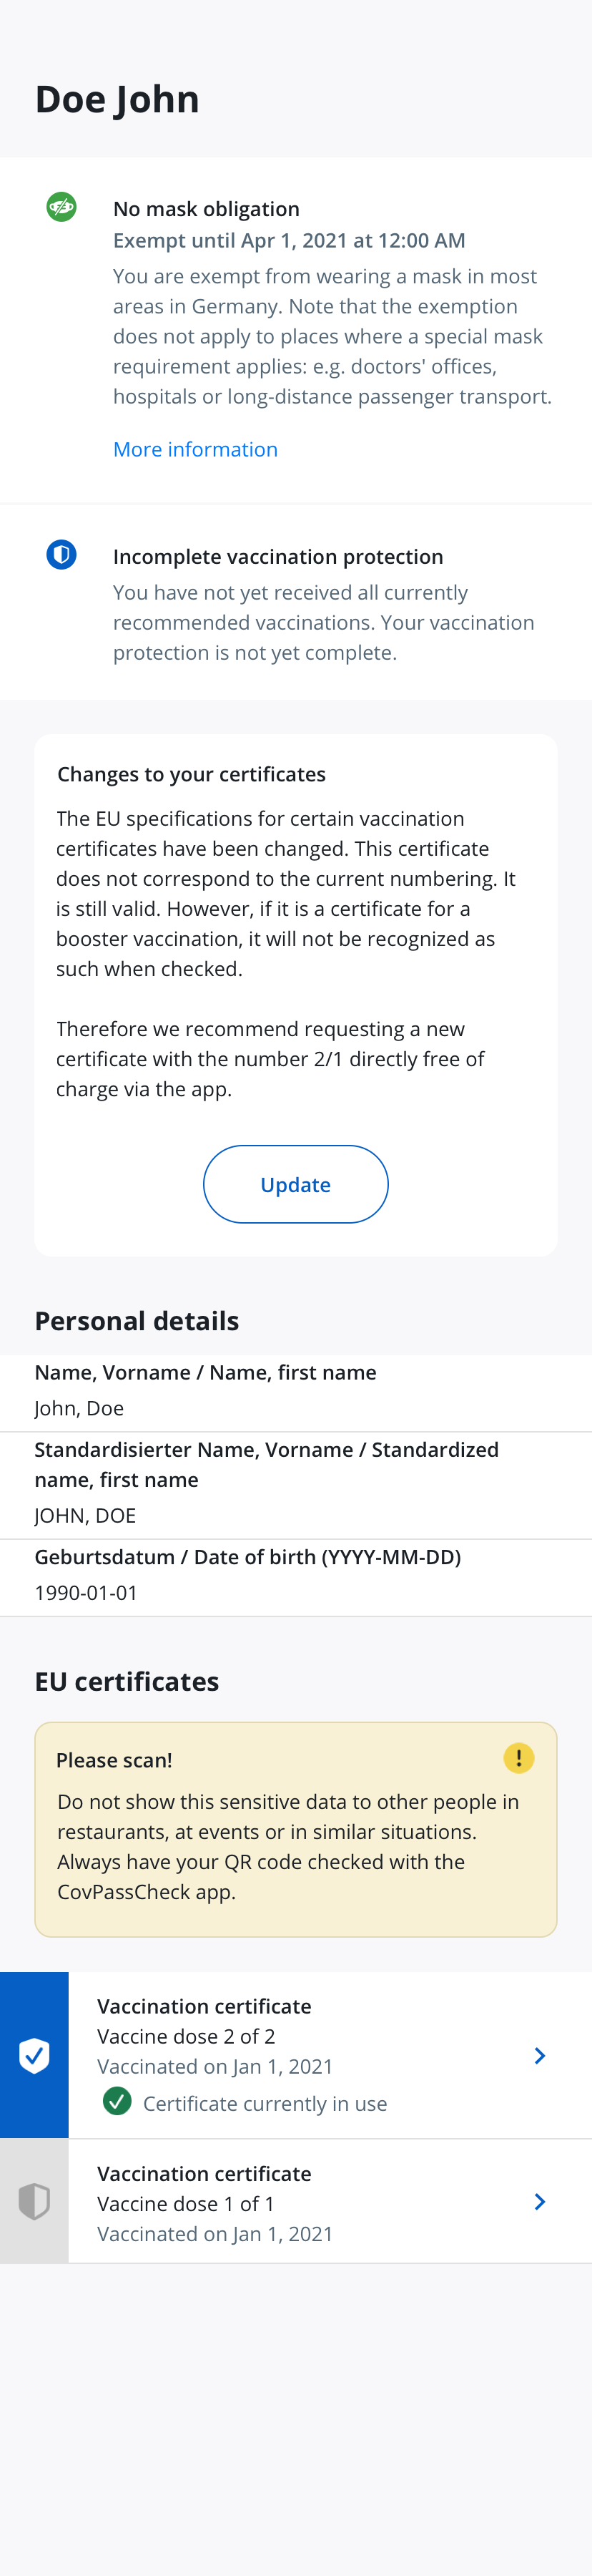 Doe John
No mask obligation
Exempt until Apr 1, 2021 at 12:00 AM
You are exempt from wearing a mask in most
areas in Germany. Note that the exemption
does not apply to places where a special mask
requirement applies: e.g. doctors' offices,
hospitals or long-distance passenger transport.
More information
Incomplete vaccination protection
You have not yet received all currently
recommended vaccinations. Your vaccination
protection is not yet complete.
Changes to your certificates
The EU specifications for certain vaccination
certificates have been changed. This certificate
does not correspond to the current numbering. It
is still valid. However, if it is a certificate for a
booster vaccination, it will not be recognized as
such when checked.
Therefore we recommend requesting a new
certificate with the number 2/1 directly free of
charge via the app.
Update
Personal details
Name, Vorname / Name, first name
John, Doe
Standardisierter Name, Vorname / Standardized
name, first name
JOHN, DOE
Geburtsdatum / Date of birth (YYYY-MM-DD)
1990-01-01
EU certificates
Please scan!
Do not show this sensitive data to other people in
restaurants, at events or in similar situations.
Always have your QR code checked with the
CovPassCheck app.
Vaccination certificate
Vaccine dose 2 of 2
Vaccinated on Jan 1, 2021
Certificate currently in use
Vaccination certificate
Vaccine dose 1 of 1
Vaccinated on Jan 1, 2021